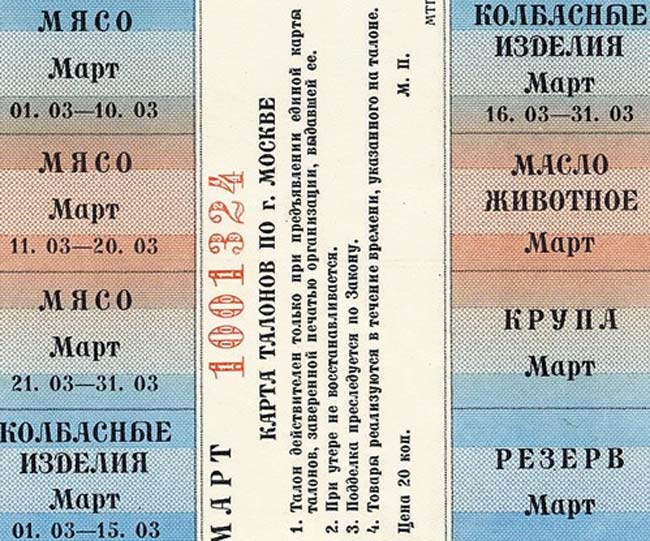 МЯСО
Март
01. 03—10. 03
МЯСО
Март
11. 03—20. 03
МЯСО
Март
21. 03—31. 03
КОЛБАСНЫЕ
ИЗДЕЛИЯ
Март
01. 03—15. 03
МАРТ
1001324
КАРТА ТАЛОНОВ ПО г. МОСКВЕ
1. Талон действителен только при предъявлении единой карты
талонов, заверенной печатью организации, выдавшей ее.
2. При утере не восстанавливается.
3. Подделка преследуется по Закону.
4. Товары реализуются в течение времени, указанного на талоне.
Цена 20 коп.
М. П.
МТГ
КОЛБАСНЫЕ
ИЗДЕЛИЯ
Март
16. 03—31. 03
МАСЛО
ЖИВОТНОЕ
Март
КРУПА
Март
РЕЗЕРВ
Март